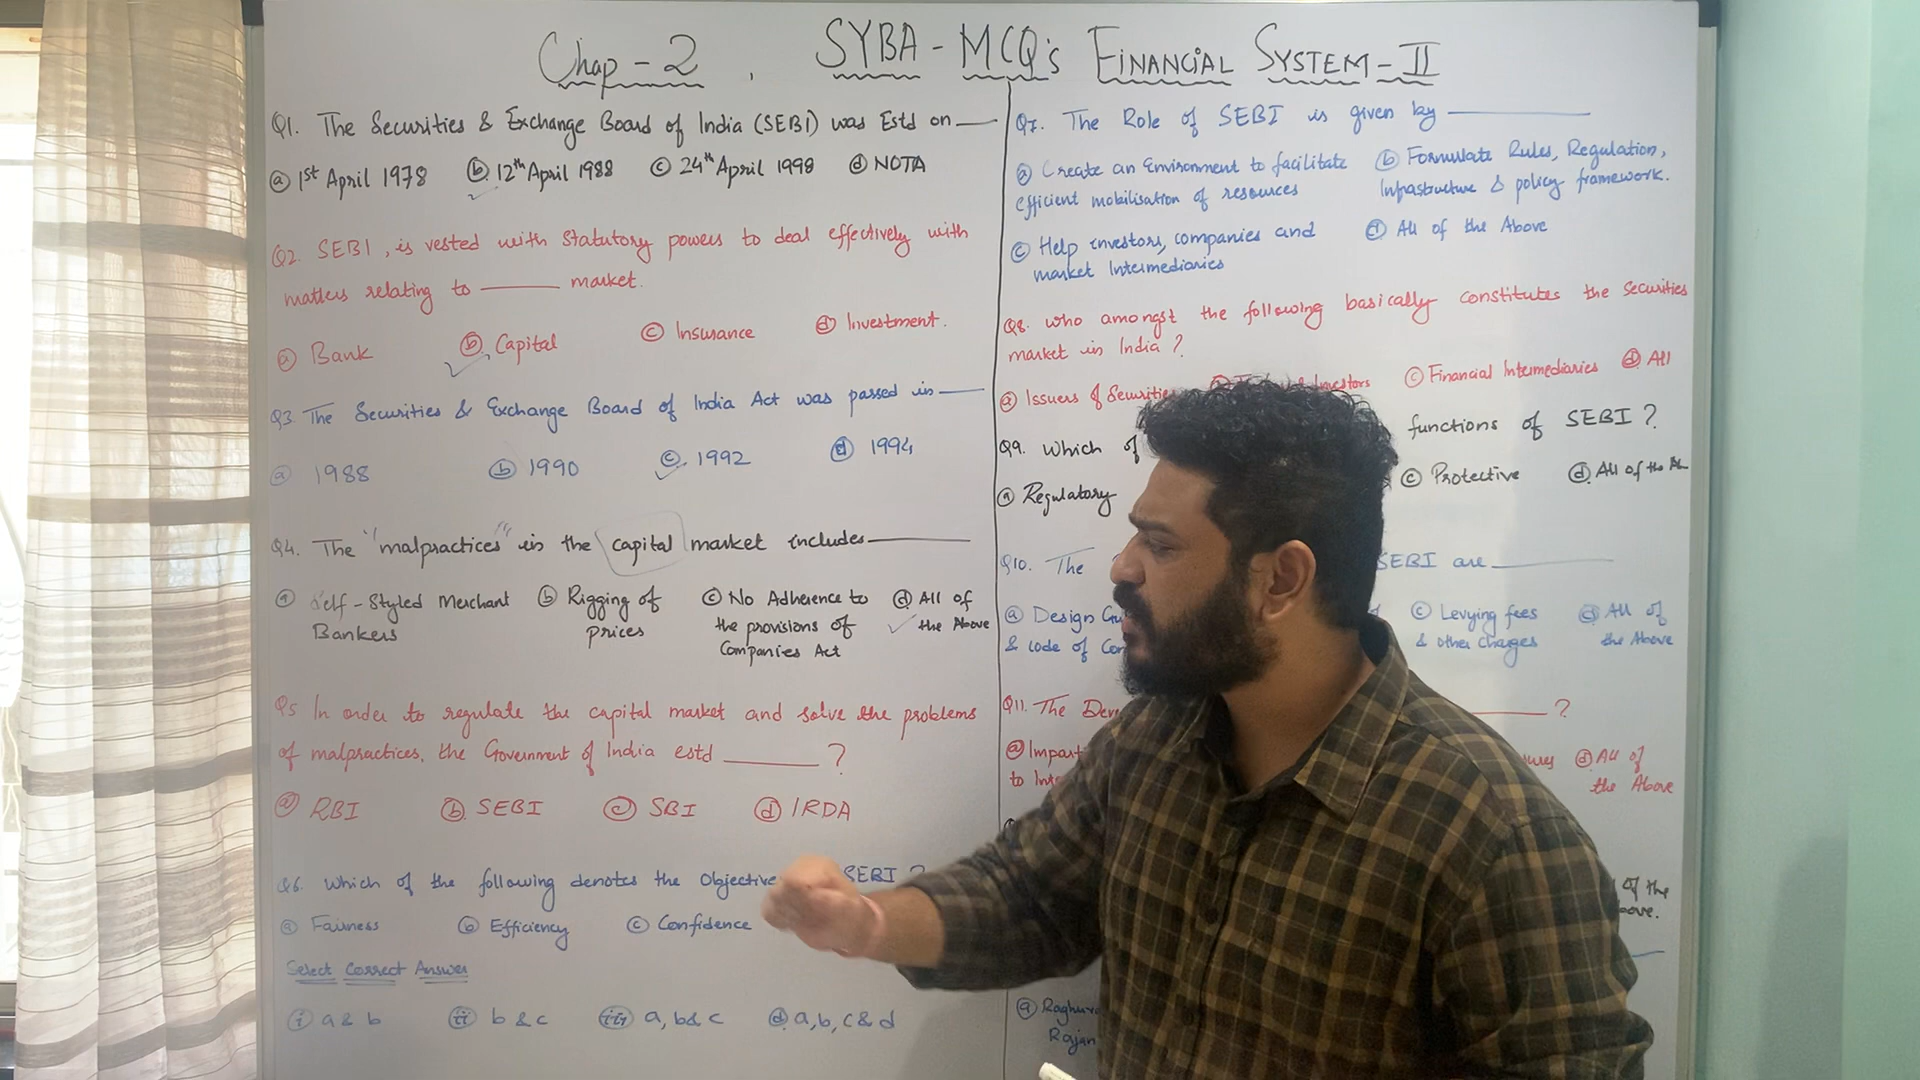 Chap-2. SYBA-MCQ's FINANCIAL SYSTEM-II
Q1. The Securities & Exchange Board of India (SEBI) was Estd on
ⓐ 1st April 1978 ⓑ 12th April 1988 ⓒ 24th April 1998 ⓓ NOTA
Q2. SEBI, is vested with statutory powers to deal effectively with
matters relating to ______ market.
ⓐ Bank ⓑ Capital ⓒ Insurance ⓓ Investment.
Q3. The Securities & Exchange Board of India Act was passed in
ⓐ 1988 ⓑ 1990 ⓒ 1992 ⓓ 1994
Q4. The "malpractices" in the capital market includes
ⓐ Self-Styled Merchant ⓑ Rigging of ⓒ No Adherence to ⓓ All of
Bankers prices the provisions of the Above
Companies Act
Q5 In order to regulate the capital market and solve the problems
of malpractices, the Government of India estd ______ ?
ⓐ RBI ⓑ SEBI ⓒ SBI ⓓ IRDA
Q6. Which of the following denotes the Objective SEBI ?
ⓐ Fairness ⓑ Efficiency ⓒ Confidence
Select Correct Answer
ⓘ a & b ⓘⓘ b & c ⓘⓘⓘ a, b & c ⓓ a, b, c & d
Q7. The Role of SEBI is given by
ⓐ Create an Environment to facilitate ⓑ Formulate Rules, Regulation,
efficient mobilisation of resources Infrastructure & policy framework.
ⓒ Help investors, companies and ⓓ All of the Above
market Intermediaries
Q8. Who amongst the following basically constitutes the Securities
market in India ?
ⓐ Issuers of Securities Investors ⓒ Financial Intermediaries ⓓ All
Q9. Which of functions of SEBI ?
ⓐ Regulatory ⓒ Protective ⓓ All of the
Q10. The SEBI are
ⓐ Design ⓒ Levying fees ⓓ All of
& code of & other charges the Above
Q11. The ______ ?
ⓐ ⓓ All of
to the Above
of the
ⓐ
Rajan